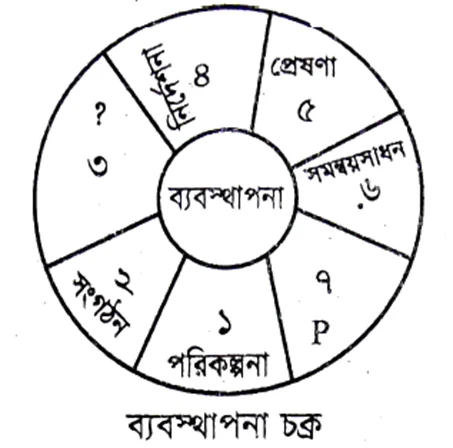 নির্দেশনা
৪
প্রেষণা
৫
?
৩
সমন্বয়সাধন
৬
ব্যবস্থাপনা
২
সংগঠন
১
পরিকল্পনা
৭
P
ব্যবস্থাপনা চক্র